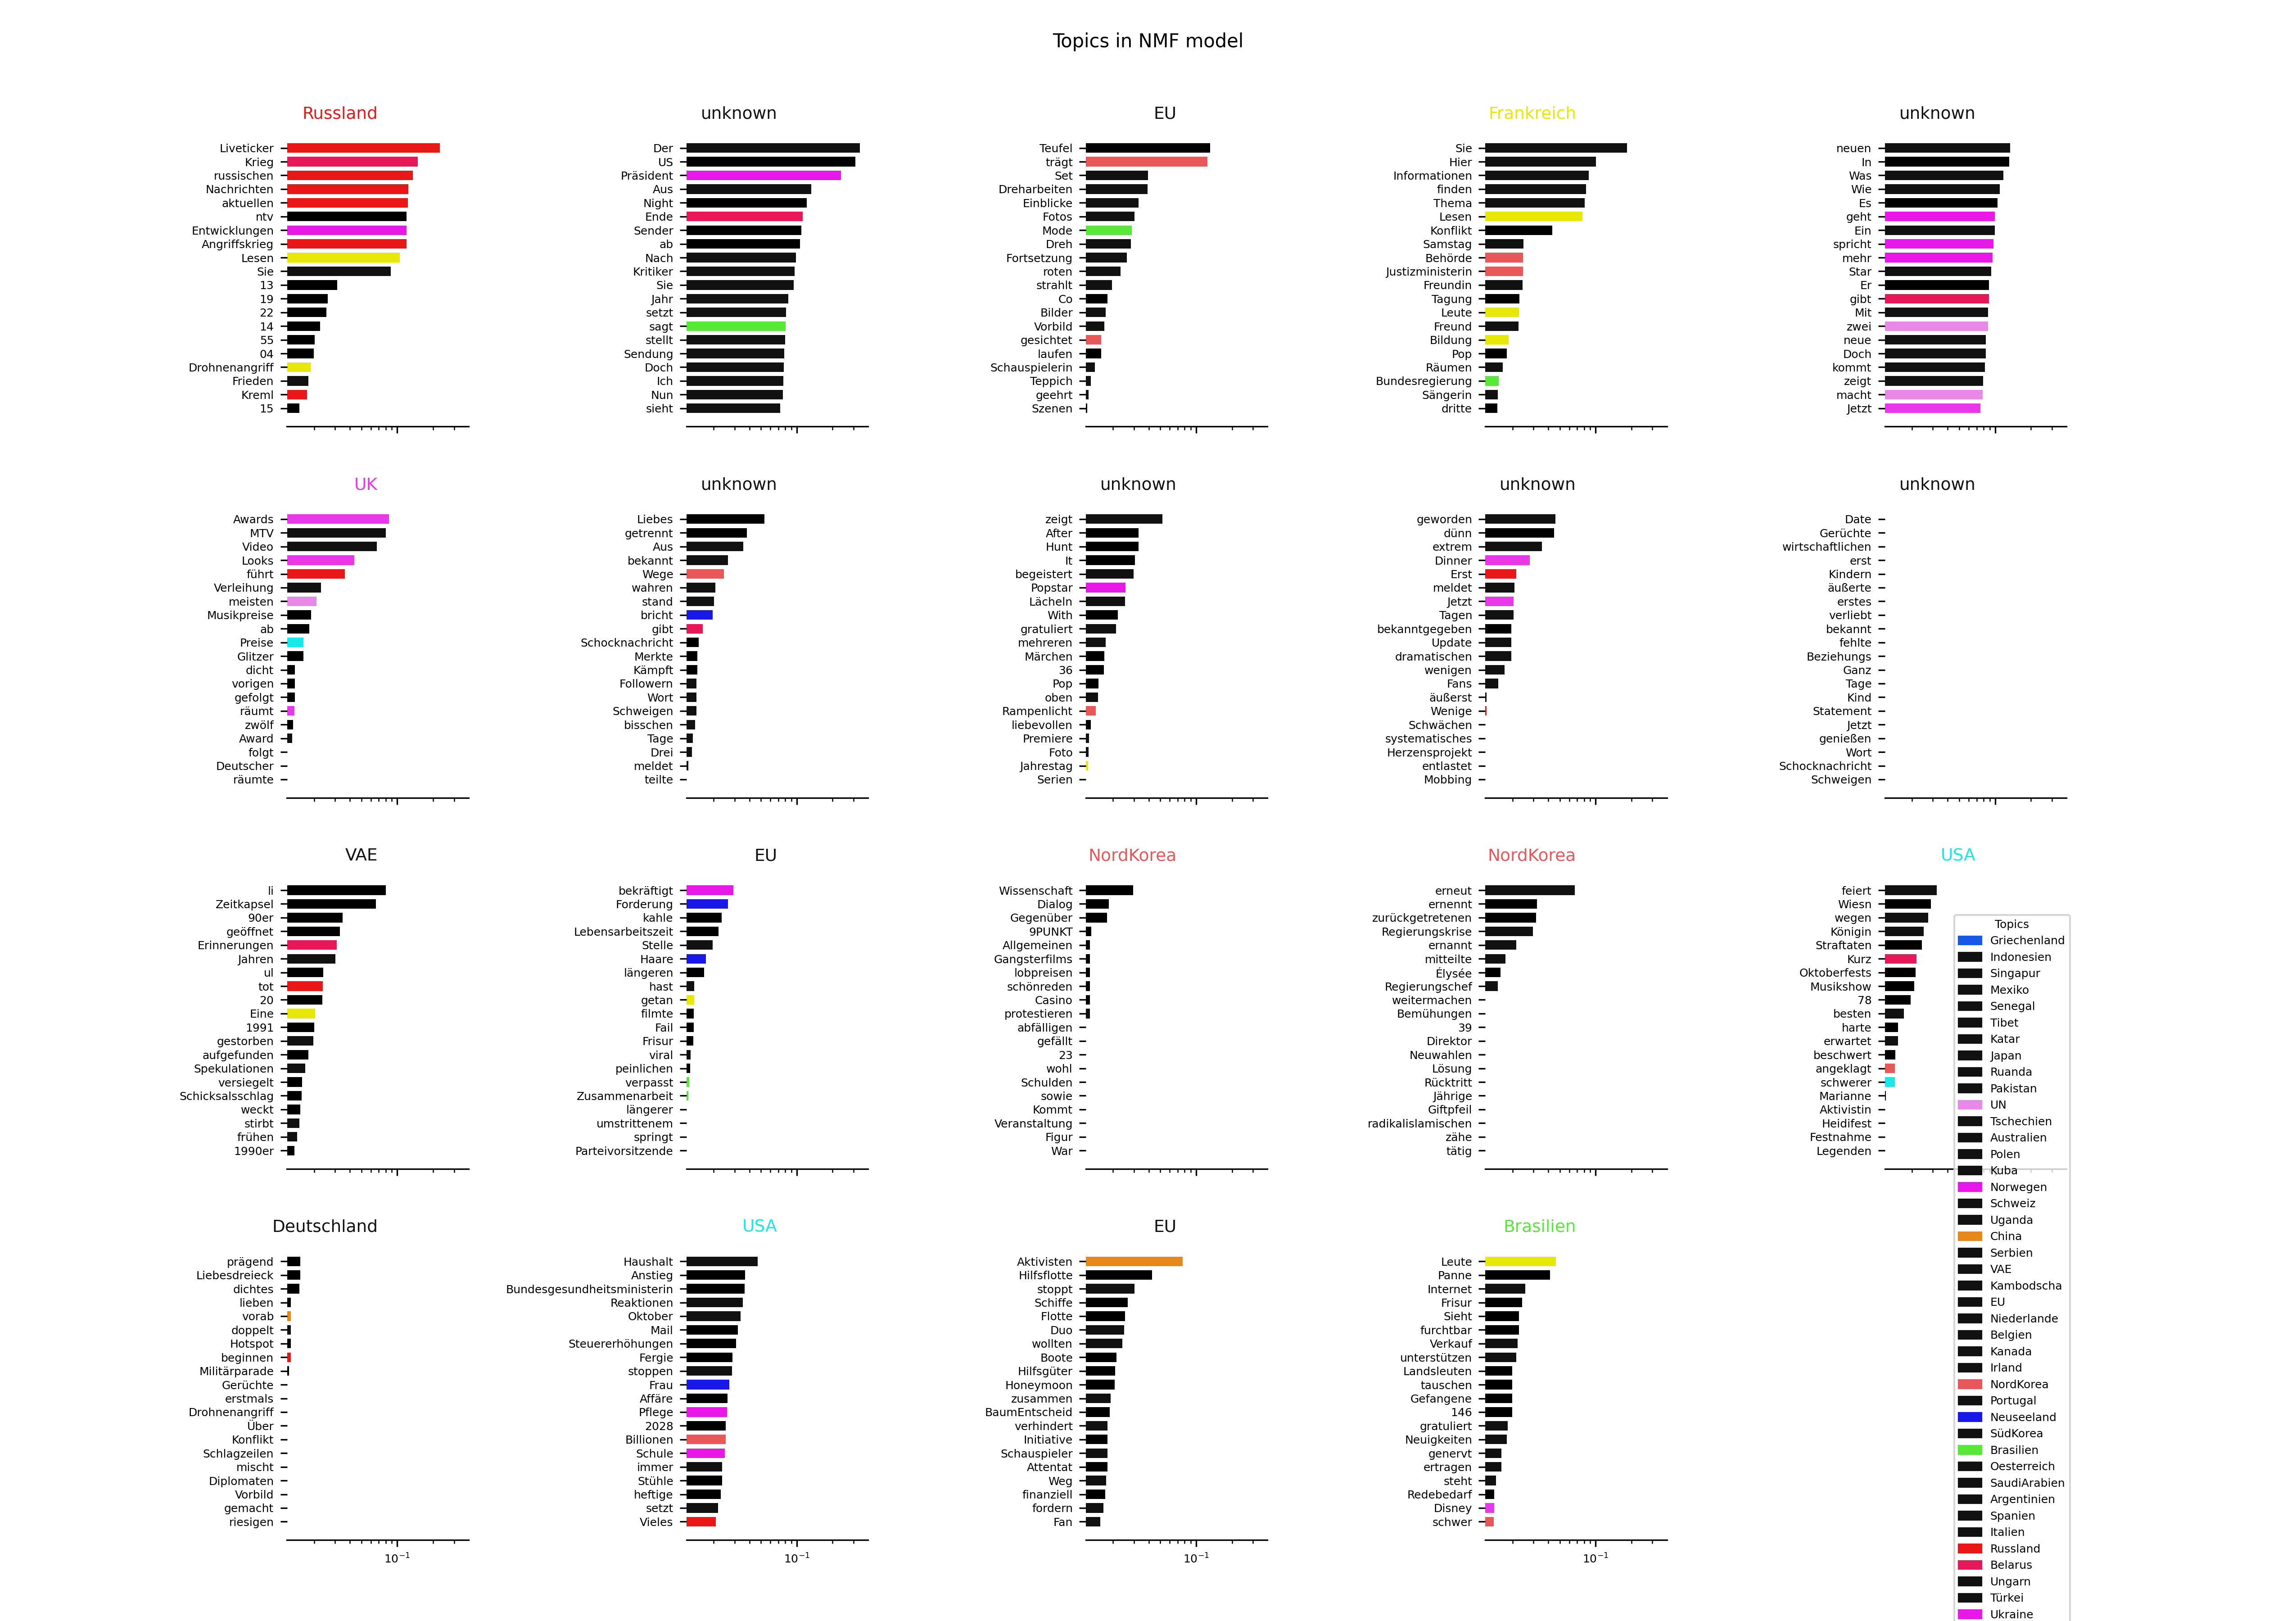 Topics in NMF model
Russland
Liveticker
Krieg
russischen
Nachrichten
aktuellen
ntv
Entwicklungen
Angriffskrieg
Lesen
Sie
13
19
22
14
55
04
Drohnenangriff
Frieden
Kreml
15
unknown
Der
US
Präsident
Aus
Night
Ende
Sender
ab
Nach
Kritiker
Sie
Jahr
setzt
sagt
stellt
Sendung
Doch
Ich
Nun
sieht
EU
Teufel
trägt
Set
Dreharbeiten
Einblicke
Fotos
Mode
Dreh
Fortsetzung
roten
strahlt
Co
Bilder
Vorbild
gesichtet
laufen
Schauspielerin
Teppich
geehrt
Szenen
Frankreich
Sie
Hier
Informationen
finden
Thema
Lesen
Konflikt
Samstag
Behörde
Justizministerin
Freundin
Tagung
Leute
Freund
Bildung
Pop
Räumen
Bundesregierung
Sängerin
dritte
unknown
neuen
In
Was
Wie
Es
geht
Ein
spricht
mehr
Star
Er
gibt
Mit
zwei
neue
Doch
kommt
zeigt
macht
Jetzt
UK
Awards
MTV
Video
Looks
führt
Verleihung
meisten
Musikpreise
ab
Preise
Glitzer
dicht
vorigen
gefolgt
räumt
zwölf
Award
folgt
Deutscher
räumte
unknown
Liebes
getrennt
Aus
bekannt
Wege
wahren
stand
bricht
gibt
Schocknachricht
Merkte
Kämpft
Followern
Wort
Schweigen
bisschen
Tage
Drei
meldet
teilte
unknown
zeigt
After
Hunt
It
begeistert
Popstar
Lächeln
With
gratuliert
mehreren
Märchen
36
Pop
oben
Rampenlicht
liebevollen
Premiere
Foto
Jahrestag
Serien
unknown
geworden
dünn
extrem
Dinner
Erst
meldet
Jetzt
Tagen
bekanntgegeben
Update
dramatischen
wenigen
Fans
äußerst
Wenige
Schwächen
systematisches
Herzensprojekt
entlastet
Mobbing
unknown
Date
Gerüchte
wirtschaftlichen
erst
Kindern
äußerte
erstes
verliebt
bekannt
fehlte
Beziehungs
Ganz
Tage
Kind
Statement
Jetzt
genießen
Wort
Schocknachricht
Schweigen
VAE
li
Zeitkapsel
90er
geöffnet
Erinnerungen
Jahren
ul
tot
20
Eine
1991
gestorben
aufgefunden
Spekulationen
versiegelt
Schicksalsschlag
weckt
stirbt
frühen
1990er
EU
bekräftigt
Forderung
kahle
Lebensarbeitszeit
Stelle
Haare
längeren
hast
getan
filmte
Fail
Frisur
viral
peinlichen
verpasst
Zusammenarbeit
längerer
umstrittenem
springt
Parteivorsitzende
NordKorea
Wissenschaft
Dialog
Gegenüber
9PUNKT
Allgemeinen
Gangsterfilms
lobpreisen
schönreden
Casino
protestieren
abfälligen
gefällt
23
wohl
Schulden
sowie
Kommt
Veranstaltung
Figur
War
NordKorea
erneut
ernennt
zurückgetretenen
Regierungskrise
ernannt
mitteilte
Élysée
Regierungschef
weitermachen
Bemühungen
39
Direktor
Neuwahlen
Lösung
Rücktritt
Jährige
Giftpfeil
radikalislamischen
zähe
tätig
USA
feiert
Wiesn
wegen
Königin
Straftaten
Kurz
Oktoberfests
Musikshow
78
besten
harte
erwartet
beschwert
angeklagt
schwerer
Marianne
Aktivistin
Heidifest
Festnahme
Legenden
Deutschland
prägend
Liebesdreieck
dichtes
lieben
vorab
doppelt
Hotspot
beginnen
Militärparade
Gerüchte
erstmals
Drohnenangriff
Über
Konflikt
Schlagzeilen
mischt
Diplomaten
Vorbild
gemacht
riesigen
10⁻¹
USA
Haushalt
Anstieg
Bundesgesundheitsministerin
Reaktionen
Oktober
Mail
Steuererhöhungen
Fergie
stoppen
Frau
Affäre
Pflege
2028
Billionen
Schule
immer
Stühle
heftige
setzt
Vieles
10⁻¹
EU
Aktivisten
Hilfsflotte
stoppt
Schiffe
Flotte
Duo
wollten
Boote
Hilfsgüter
Honeymoon
zusammen
BaumEntscheid
verhindert
Initiative
Schauspieler
Attentat
Weg
finanziell
fordern
Fan
10⁻¹
Brasilien
Leute
Panne
Internet
Frisur
Sieht
furchtbar
Verkauf
unterstützen
Landsleuten
tauschen
Gefangene
146
gratuliert
Neuigkeiten
genervt
ertragen
steht
Redebedarf
Disney
schwer
10⁻¹
Topics
Griechenland
Indonesien
Singapur
Mexiko
Senegal
Tibet
Katar
Japan
Ruanda
Pakistan
UN
Tschechien
Australien
Polen
Kuba
Norwegen
Schweiz
Uganda
China
Serbien
VAE
Kambodscha
EU
Niederlande
Belgien
Kanada
Irland
NordKorea
Portugal
Neuseeland
SüdKorea
Brasilien
Oesterreich
SaudiArabien
Argentinien
Spanien
Italien
Russland
Belarus
Ungarn
Türkei
Ukraine